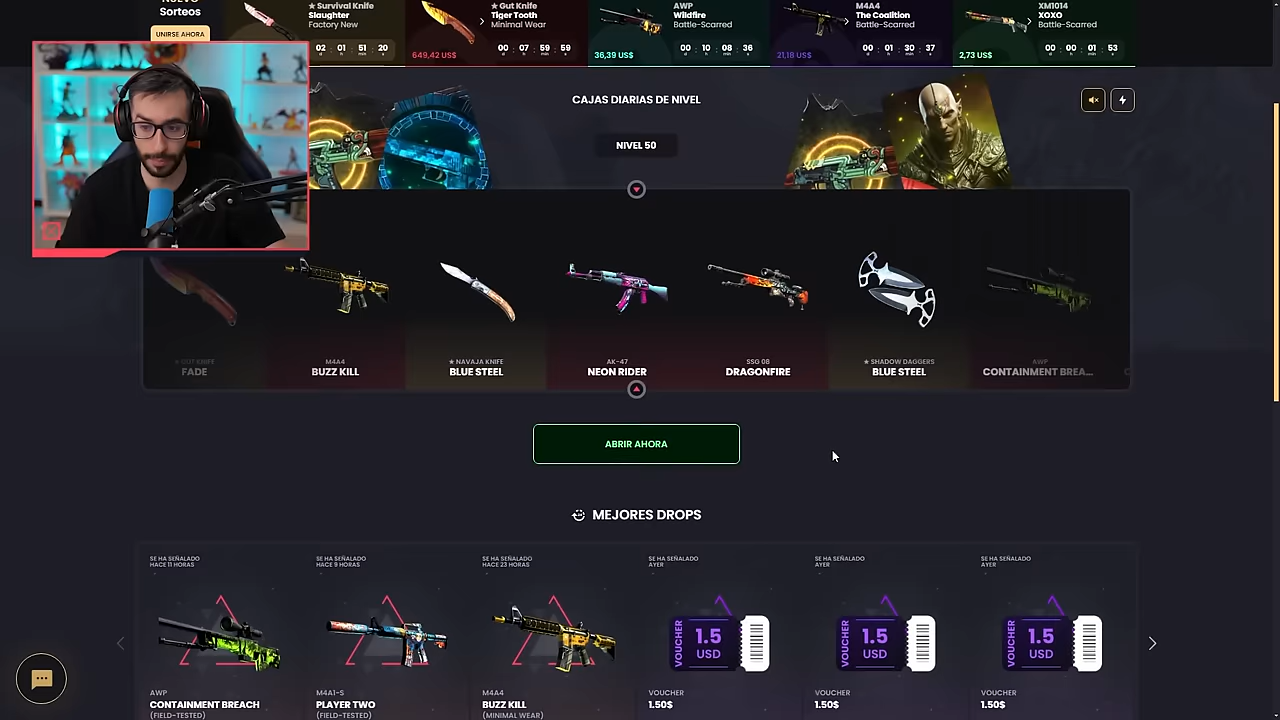 NUEVO
Sorteos
UNIRSE AHORA
★ Survival Knife
Slaughter
Factory New
02 : 01 : 51 : 20
d h min s
★ Gut Knife
Tiger Tooth
Minimal Wear
649,42 US$
00 : 07 : 59 : 59
d h min s
AWP
Wildfire
Battle-Scarred
36,39 US$
00 : 10 : 08 : 36
d h min s
M4A4
The Coalition
Battle-Scarred
21,18 US$
00 : 01 : 30 : 37
d h min s
XM1014
XOXO
Battle-Scarred
2,73 US$
00 : 00 : 01 : 53
d h min s
CAJAS DIARIAS DE NIVEL
NIVEL 50
★ GUT KNIFE
FADE
M4A4
BUZZ KILL
★ NAVAJA KNIFE
BLUE STEEL
AK-47
NEON RIDER
SSG 08
DRAGONFIRE
★ SHADOW DAGGERS
BLUE STEEL
AWP
CONTAINMENT BREA...
ABRIR AHORA
MEJORES DROPS
SE HA SEÑALADO
HACE 11 HORAS
AWP
CONTAINMENT BREACH
(FIELD-TESTED)
SE HA SEÑALADO
HACE 9 HORAS
M4A1-S
PLAYER TWO
(FIELD-TESTED)
SE HA SEÑALADO
HACE 23 HORAS
M4A4
BUZZ KILL
(MINIMAL WEAR)
SE HA SEÑALADO
AYER
VOUCHER
1.5
USD
VOUCHER
1.50$
SE HA SEÑALADO
AYER
VOUCHER
1.5
USD
VOUCHER
1.50$
SE HA SEÑALADO
AYER
VOUCHER
1.5
USD
VOUCHER
1.50$